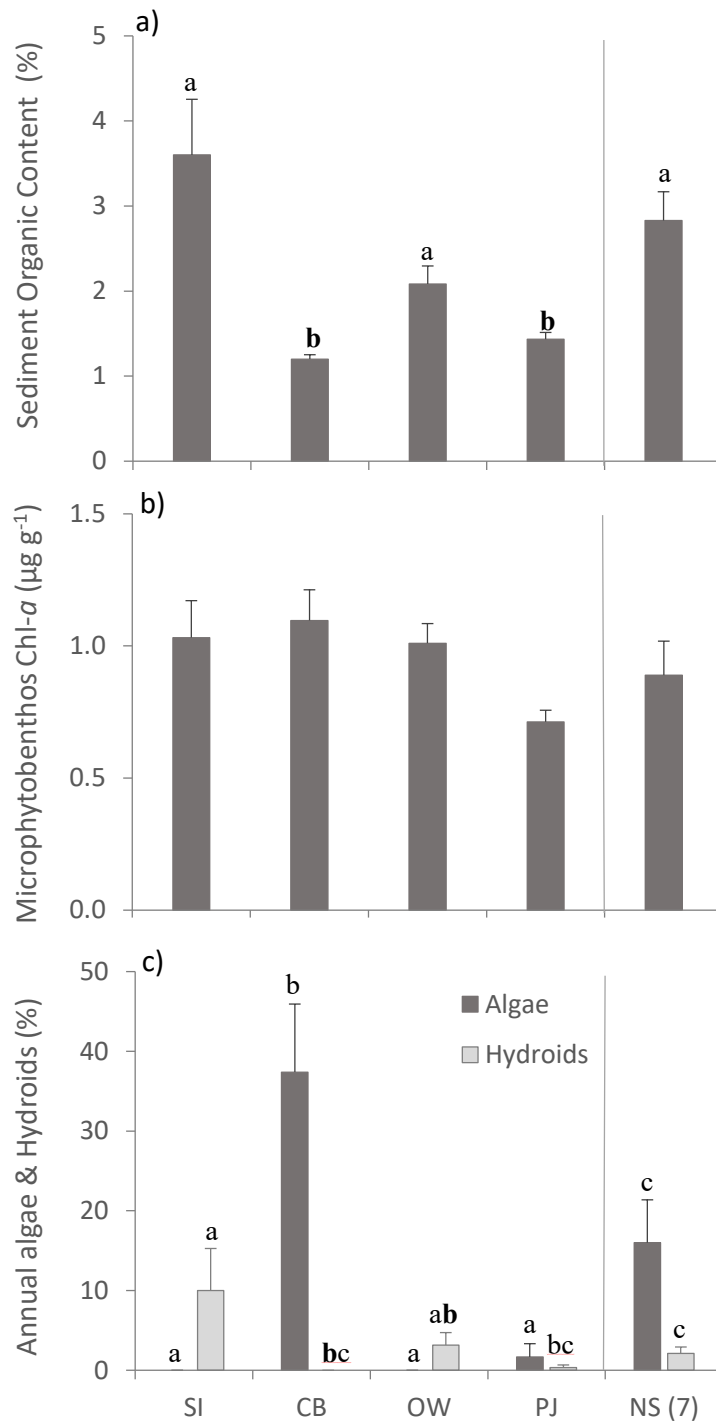 a)
Sediment Organic Content (%)
5
4
3
2
1
0
a
b
a
b
a
b)
Microphytobenthos Chl-a (µg g⁻¹)
1.5
1.0
0.5
0.0
c)
Annual algae & Hydroids (%)
50
40
30
20
10
0
Algae
Hydroids
a
a
b
bc
a
ab
a
bc
c
c
SI CB OW PJ NS (7)